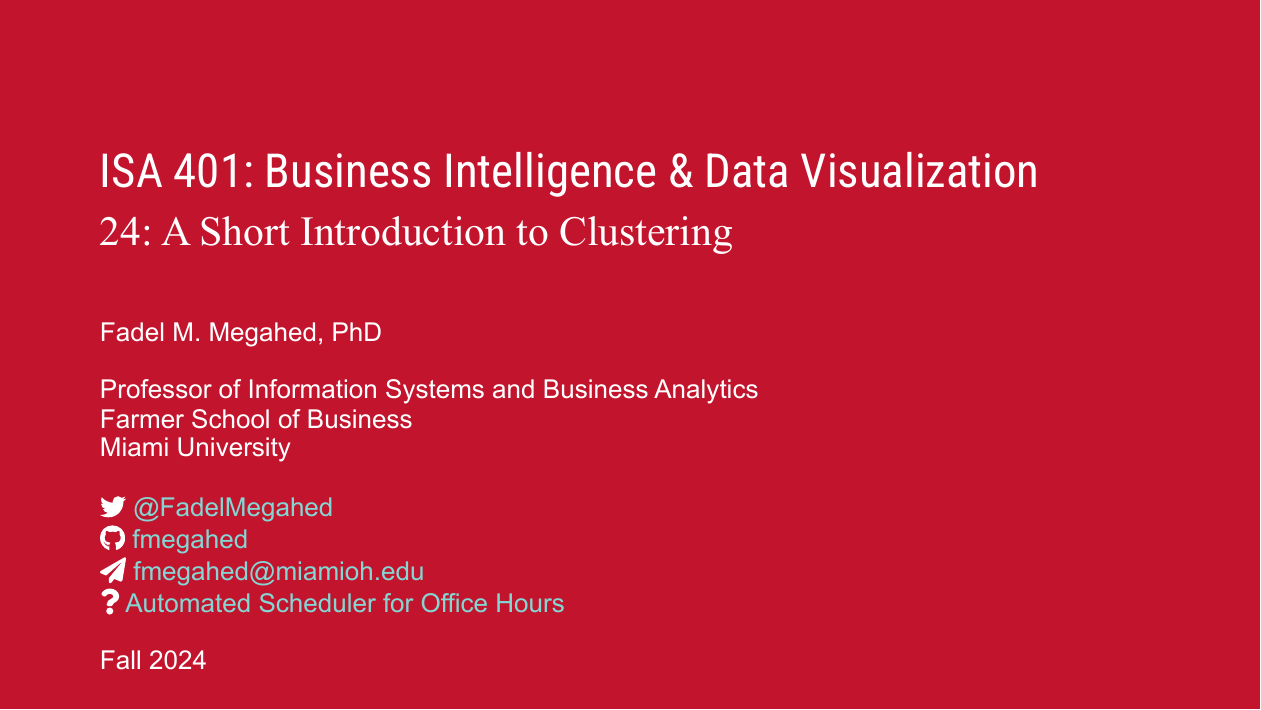 ISA 401: Business Intelligence & Data Visualization
24: A Short Introduction to Clustering
Fadel M. Megahed, PhD
Professor of Information Systems and Business Analytics
Farmer School of Business
Miami University
@FadelMegahed
fmegahed
fmegahed@miamioh.edu
? Automated Scheduler for Office Hours
Fall 2024